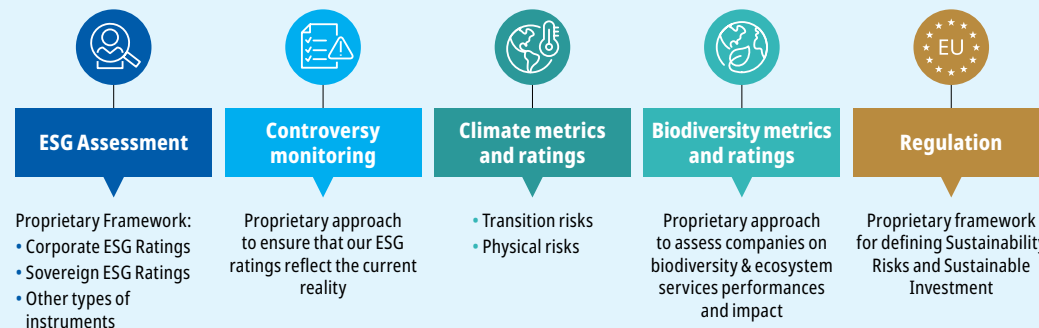 EU
ESG Assessment
Proprietary Framework:
• Corporate ESG Ratings
• Sovereign ESG Ratings
• Other types of
instruments
Controversy
monitoring
Proprietary approach
to ensure that our ESG
ratings reflect the current
reality
Climate metrics
and ratings
• Transition risks
• Physical risks
Biodiversity metrics
and ratings
Proprietary approach
to assess companies on
biodiversity & ecosystem
services performances
and impact
Regulation
Proprietary framework
for defining Sustainability
Risks and Sustainable
Investment